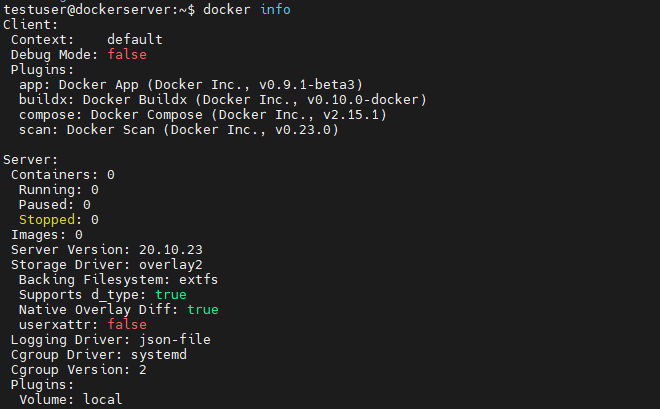 testuser@dockerserver:~$ docker info
Client:
 Context:    default
 Debug Mode: false
 Plugins:
  app: Docker App (Docker Inc., v0.9.1-beta3)
  buildx: Docker Buildx (Docker Inc., v0.10.0-docker)
  compose: Docker Compose (Docker Inc., v2.15.1)
  scan: Docker Scan (Docker Inc., v0.23.0)

Server:
 Containers: 0
  Running: 0
  Paused: 0
  Stopped: 0
 Images: 0
 Server Version: 20.10.23
 Storage Driver: overlay2
  Backing Filesystem: extfs
  Supports d_type: true
  Native Overlay Diff: true
  userxattr: false
 Logging Driver: json-file
 Cgroup Driver: systemd
 Cgroup Version: 2
 Plugins:
  Volume: local